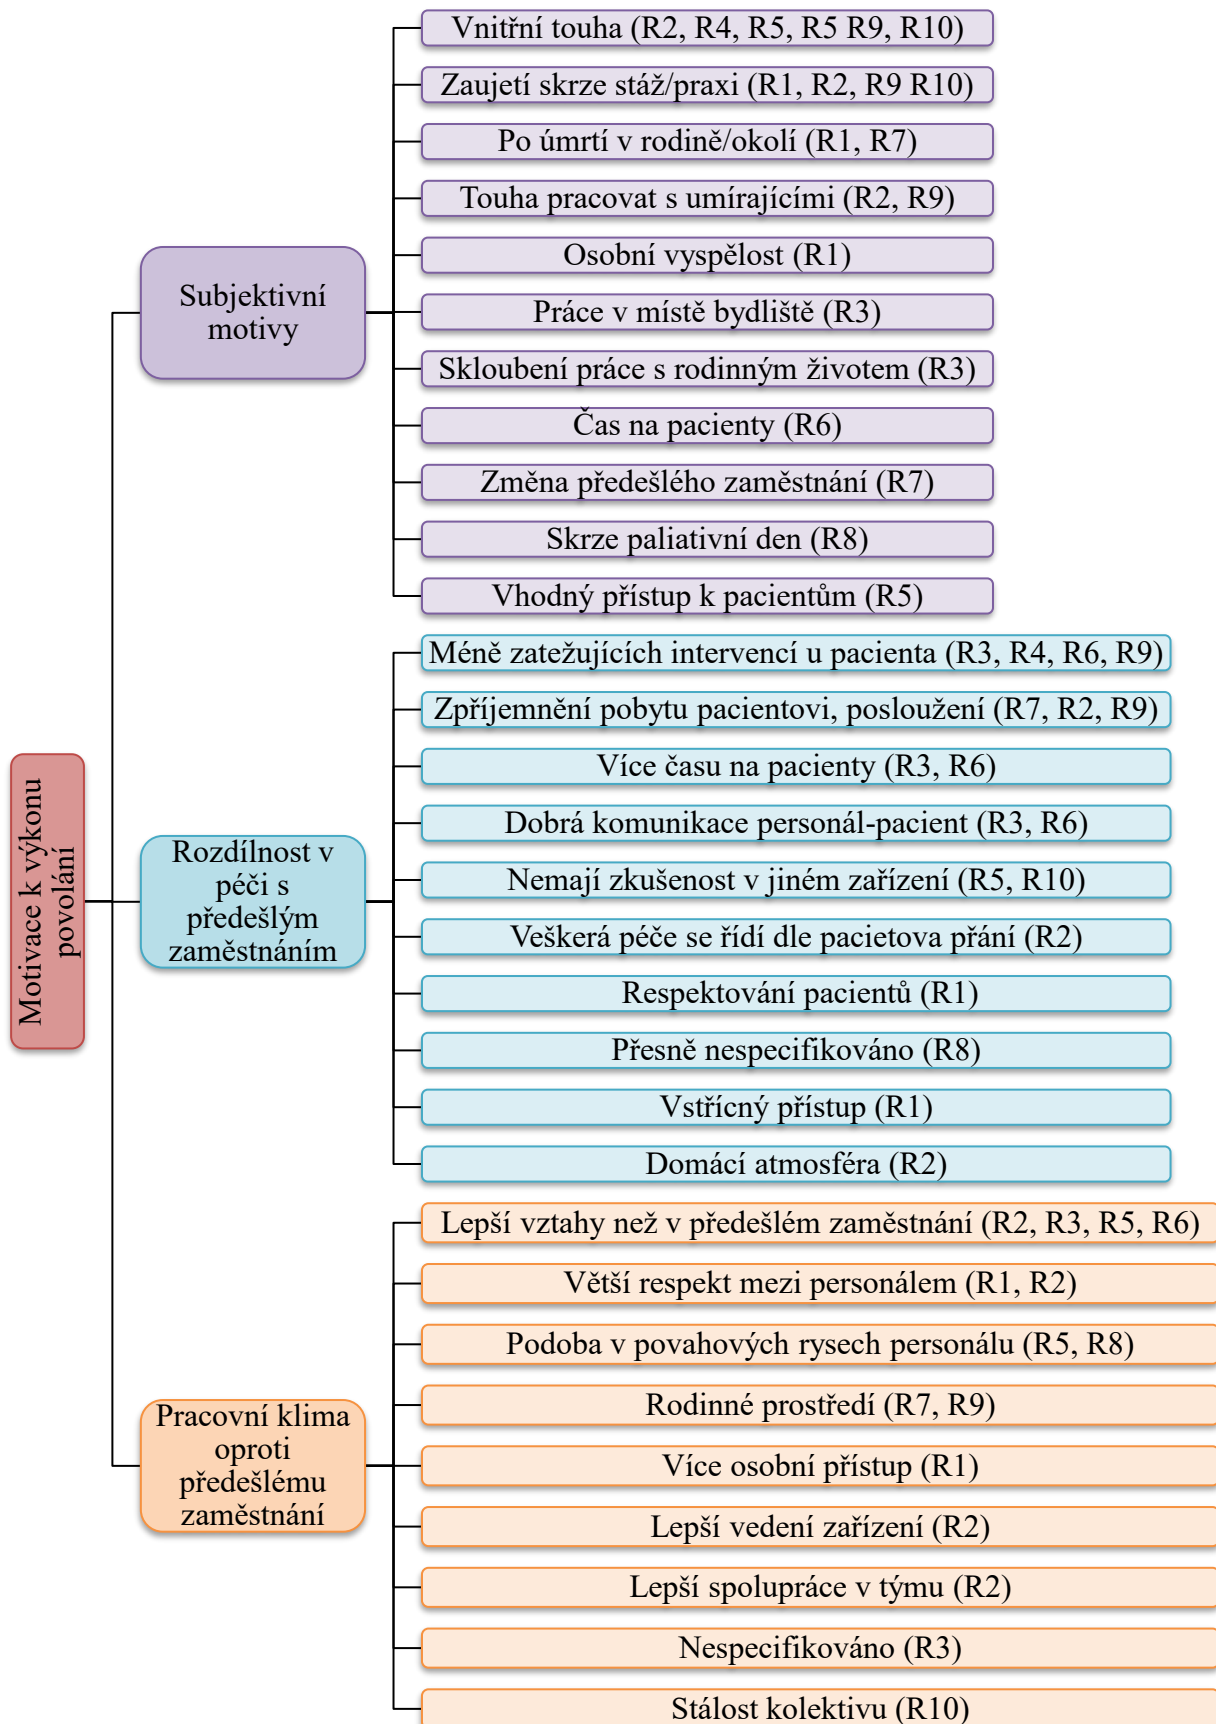 Motivace k výkonu
povolání
Subjektivní
motivy
Vnitřní touha (R2, R4, R5, R5 R9, R10)
Zaujetí skrze stáž/praxi (R1, R2, R9 R10)
Po úmrtí v rodině/okolí (R1, R7)
Touha pracovat s umírajícími (R2, R9)
Osobní vyspělost (R1)
Práce v místě bydliště (R3)
Skloubení práce s rodinným životem (R3)
Čas na pacienty (R6)
Změna předešlého zaměstnání (R7)
Skrze paliativní den (R8)
Vhodný přístup k pacientům (R5)
Rozdílnost v
péči s
předešlým
zaměstnáním
Méně zatežujících intervencí u pacienta (R3, R4, R6, R9)
Zpříjemnění pobytu pacientovi, posloužení (R7, R2, R9)
Více času na pacienty (R3, R6)
Dobrá komunikace personál-pacient (R3, R6)
Nemají zkušenost v jiném zařízení (R5, R10)
Veškerá péče se řídí dle pacietova přání (R2)
Respektování pacientů (R1)
Přesně nespecifikováno (R8)
Vstřícný přístup (R1)
Domácí atmosféra (R2)
Pracovní klima
oproti
předešlému
zaměstnání
Lepší vztahy než v předešlém zaměstnání (R2, R3, R5, R6)
Větší respekt mezi personálem (R1, R2)
Podoba v povahových rysech personálu (R5, R8)
Rodinné prostředí (R7, R9)
Více osobní přístup (R1)
Lepší vedení zařízení (R2)
Lepší spolupráce v týmu (R2)
Nespecifikováno (R3)
Stálost kolektivu (R10)